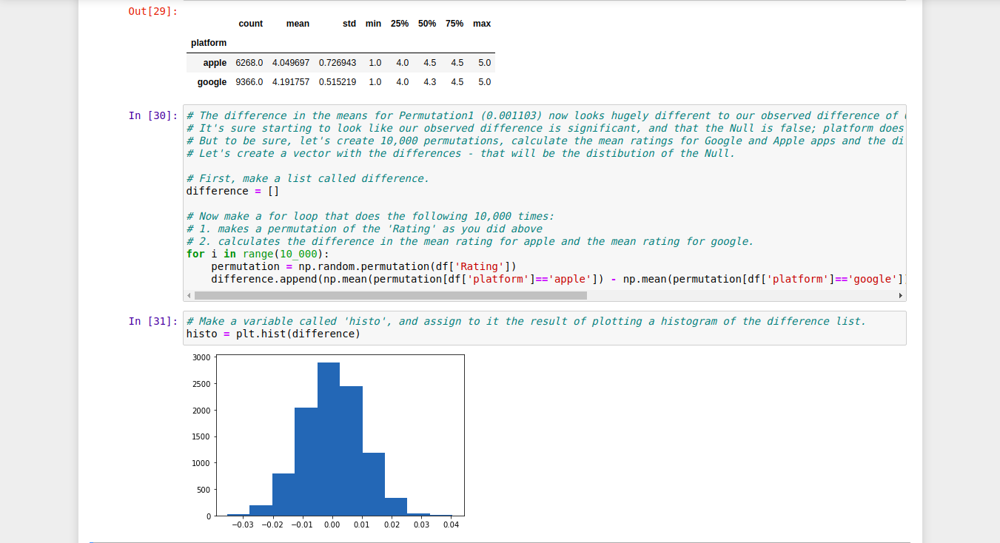 Out[29]:
count mean std min 25% 50% 75% max
platform
apple 6268.0 4.049697 0.726943 1.0 4.0 4.5 4.5 5.0
google 9366.0 4.191757 0.515219 1.0 4.0 4.3 4.5 5.0
In [30]: # The difference in the means for Permutation1 (0.001103) now looks hugely different to our observed difference of
# It's sure starting to look like our observed difference is significant, and that the Null is false; platform does
# But to be sure, let's create 10,000 permutations, calculate the mean ratings for Google and Apple apps and the di
# Let's create a vector with the differences - that will be the distibution of the Null.
# First, make a list called difference.
difference = []
# Now make a for loop that does the following 10,000 times:
# 1. makes a permutation of the 'Rating' as you did above
# 2. calculates the difference in the mean rating for apple and the mean rating for google.
for i in range(10_000):
permutation = np.random.permutation(df['Rating'])
difference.append(np.mean(permutation[df['platform']=='apple']) - np.mean(permutation[df['platform']=='google']
In [31]: # Make a variable called 'histo', and assign to it the result of plotting a histogram of the difference list.
histo = plt.hist(difference)
3000
2500
2000
1500
1000
500
0
−0.03 −0.02 −0.01 0.00 0.01 0.02 0.03 0.04